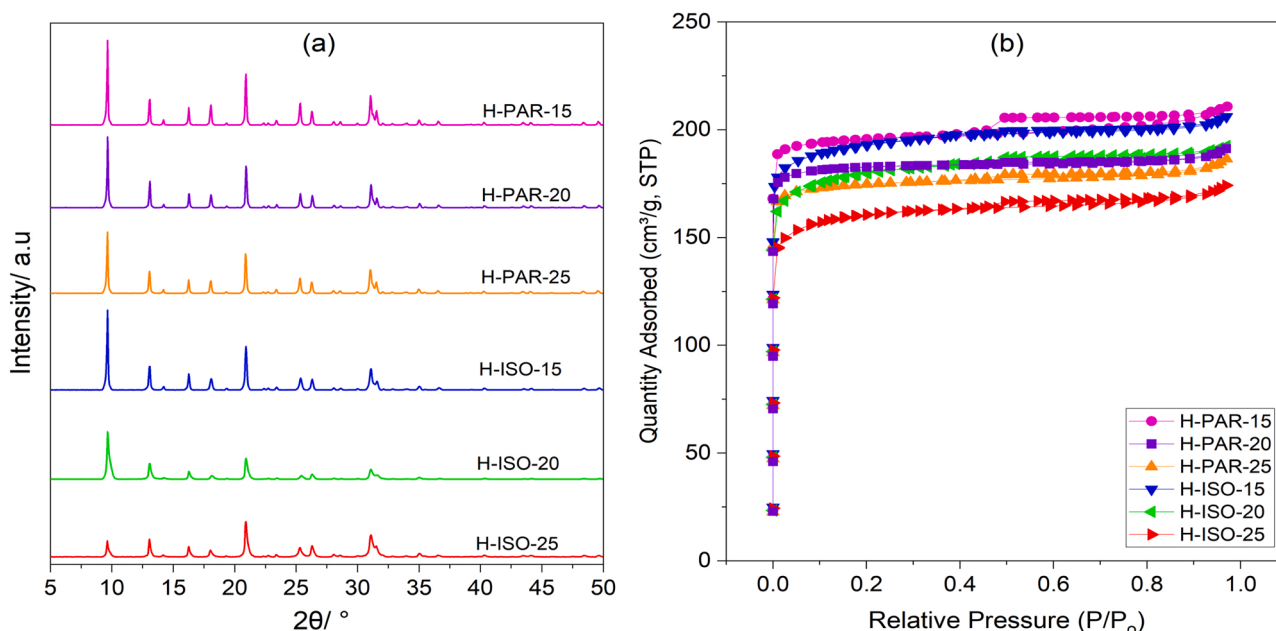 (a)
H-PAR-15
H-PAR-20
H-PAR-25
H-ISO-15
H-ISO-20
H-ISO-25
Intensity/ a.u
5 10 15 20 25 30 35 40 45 50
2θ/ °
(b)
250
200
150
100
50
0
Quantity Adsorbed (cm³/g, STP)
H-PAR-15
H-PAR-20
H-PAR-25
H-ISO-15
H-ISO-20
H-ISO-25
0.0 0.2 0.4 0.6 0.8 1.0
Relative Pressure (P/P₀)